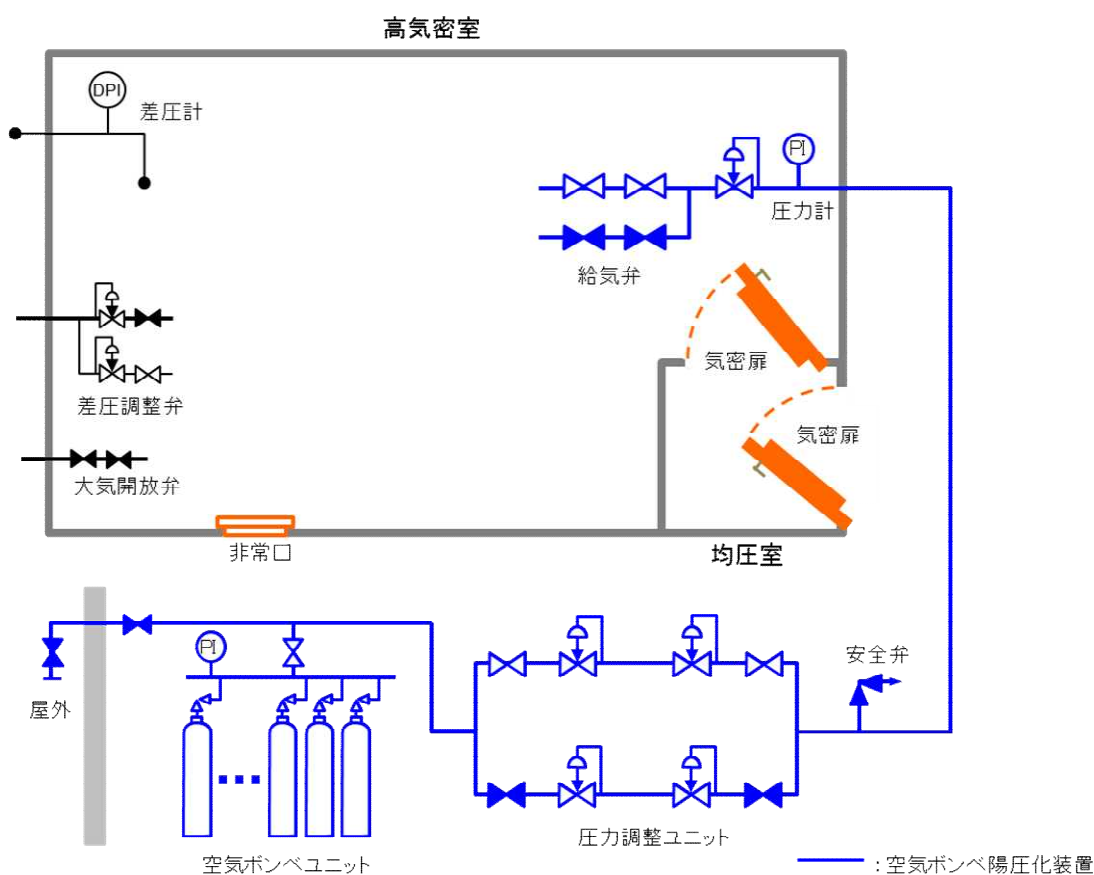 高気密室
DPI
差圧計
PI
圧力計
給気弁
気密扉
差圧調整弁
気密扉
大気開放弁
非常口
均圧室
PI
安全弁
屋外
圧力調整ユニット
空気ボンベユニット
：空気ボンベ陽圧化装置